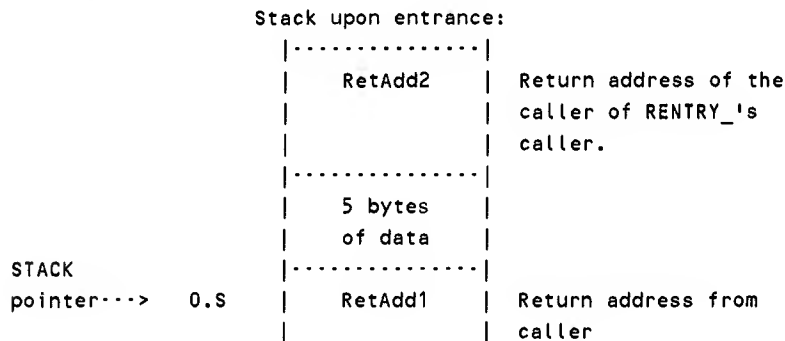 Stack upon entrance:
|---------------|
| RetAdd2 | Return address of the
| | caller of RENTRY_'s
| | caller.
|---------------|
| 5 bytes |
| of data |
STACK |---------------|
pointer---> 0.S | RetAdd1 | Return address from
| | caller